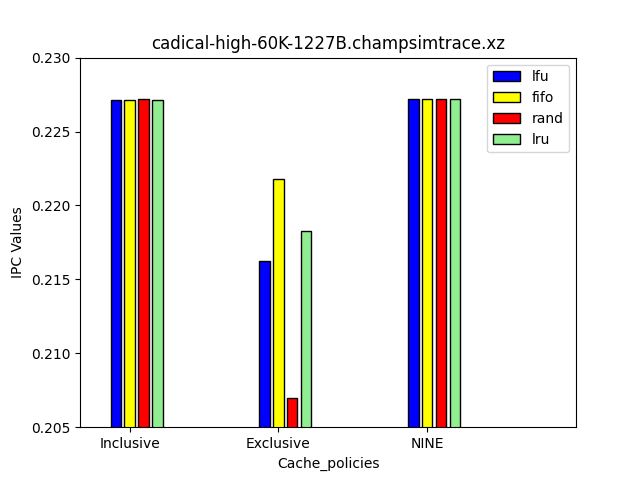 cadical-high-60K-1227B.champsimtrace.xz
IPC Values
0.230
0.225
0.220
0.215
0.210
0.205
lfu
fifo
rand
lru
Inclusive
Exclusive
NINE
Cache_policies